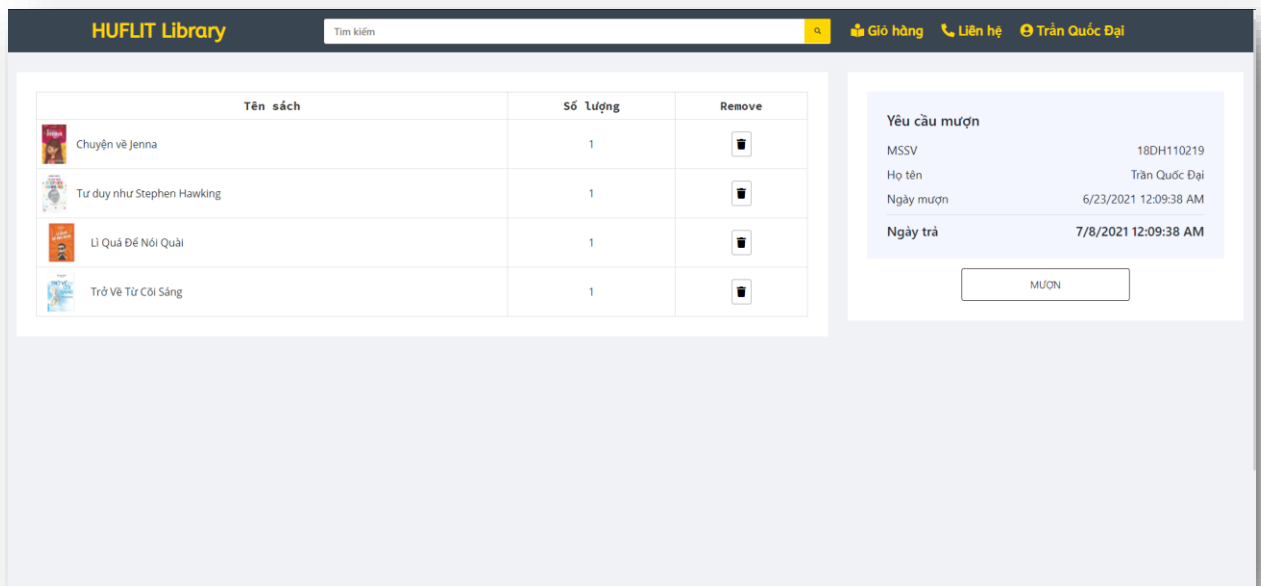 HUFLIT Library
Tìm kiếm
Giỏ hàng
Liên hệ
Trần Quốc Đại
Tên sách Số lượng Remove
Chuyện về Jenna 1
Tư duy như Stephen Hawking 1
Lì Quá Để Nói Quài 1
Trở Về Từ Cõi Sáng 1
Yêu cầu mượn
MSSV 18DH110219
Họ tên Trần Quốc Đại
Ngày mượn 6/23/2021 12:09:38 AM
Ngày trả 7/8/2021 12:09:38 AM
MƯỢN